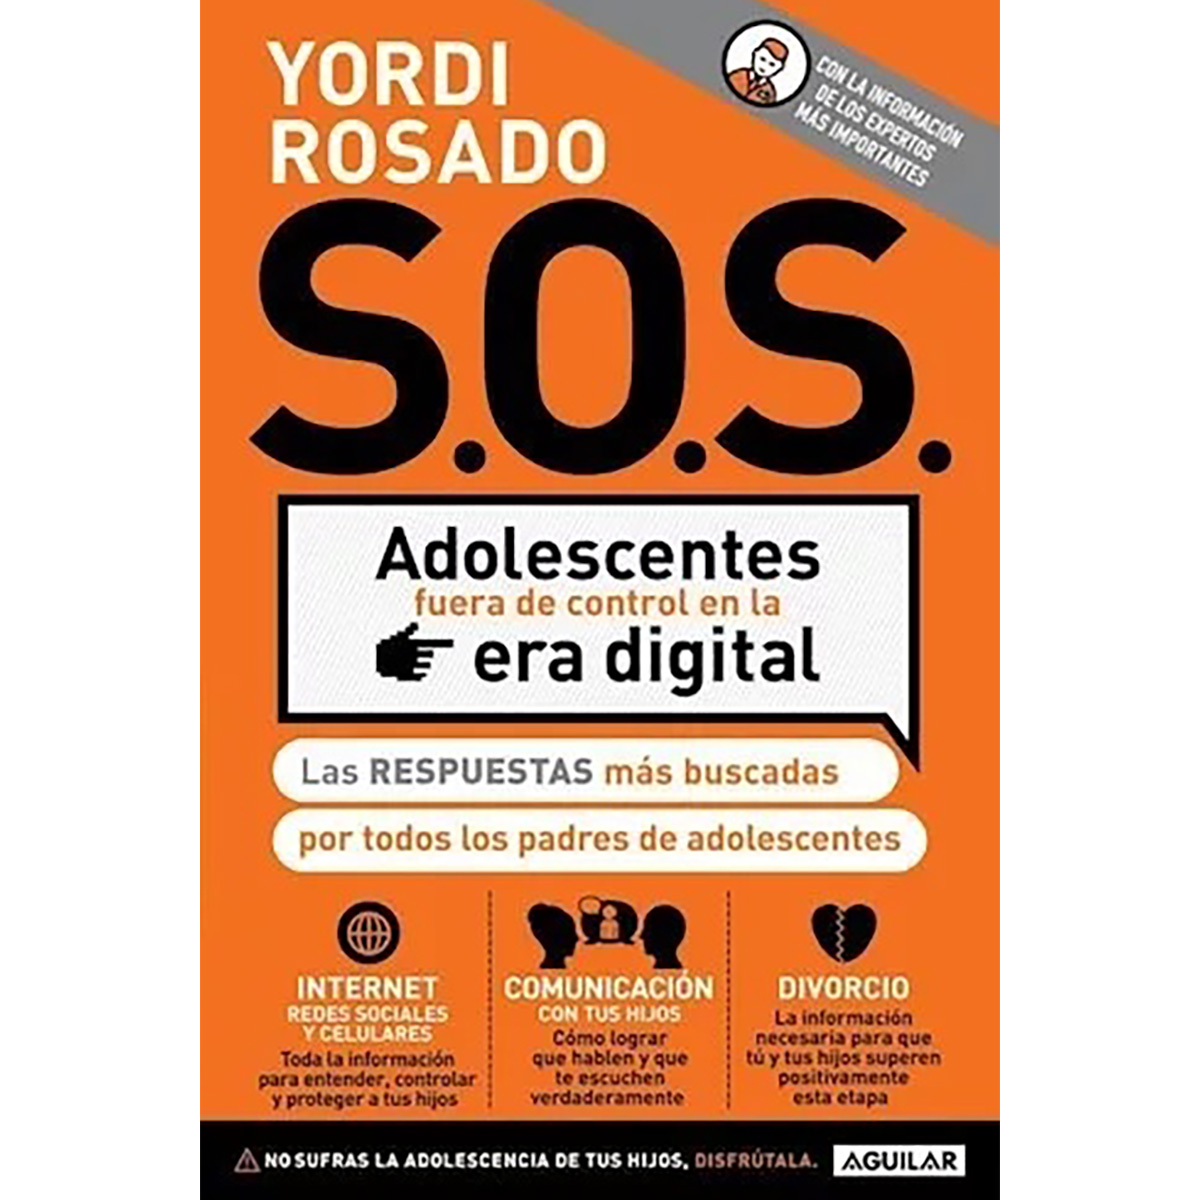 YORDI
ROSADO
CON LA INFORMACIÓN
DE LOS EXPERTOS
MÁS IMPORTANTES
S.O.S.
Adolescentes
fuera de control en la
era digital
Las RESPUESTAS más buscadas
por todos los padres de adolescentes
INTERNET
REDES SOCIALES
Y CELULARES
Toda la información
para entender, controlar
y proteger a tus hijos
COMUNICACIÓN
CON TUS HIJOS
Cómo lograr
que hablen y que
te escuchen
verdaderamente
DIVORCIO
La información
necesaria para que
tú y tus hijos superen
positivamente
esta etapa
NO SUFRAS LA ADOLESCENCIA DE TUS HIJOS, DISFRÚTALA.
AGUILAR